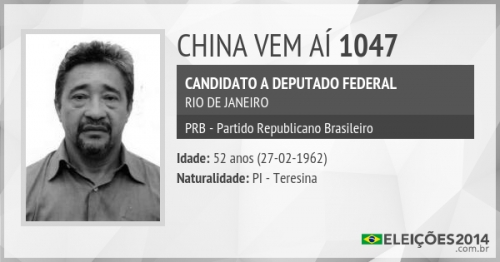 CHINA VEM AÍ 1047
CANDIDATO A DEPUTADO FEDERAL
RIO DE JANEIRO
PRB - Partido Republicano Brasileiro
Idade: 52 anos (27-02-1962)
Naturalidade: PI - Teresina
ELEIÇÕES2014
.com.br